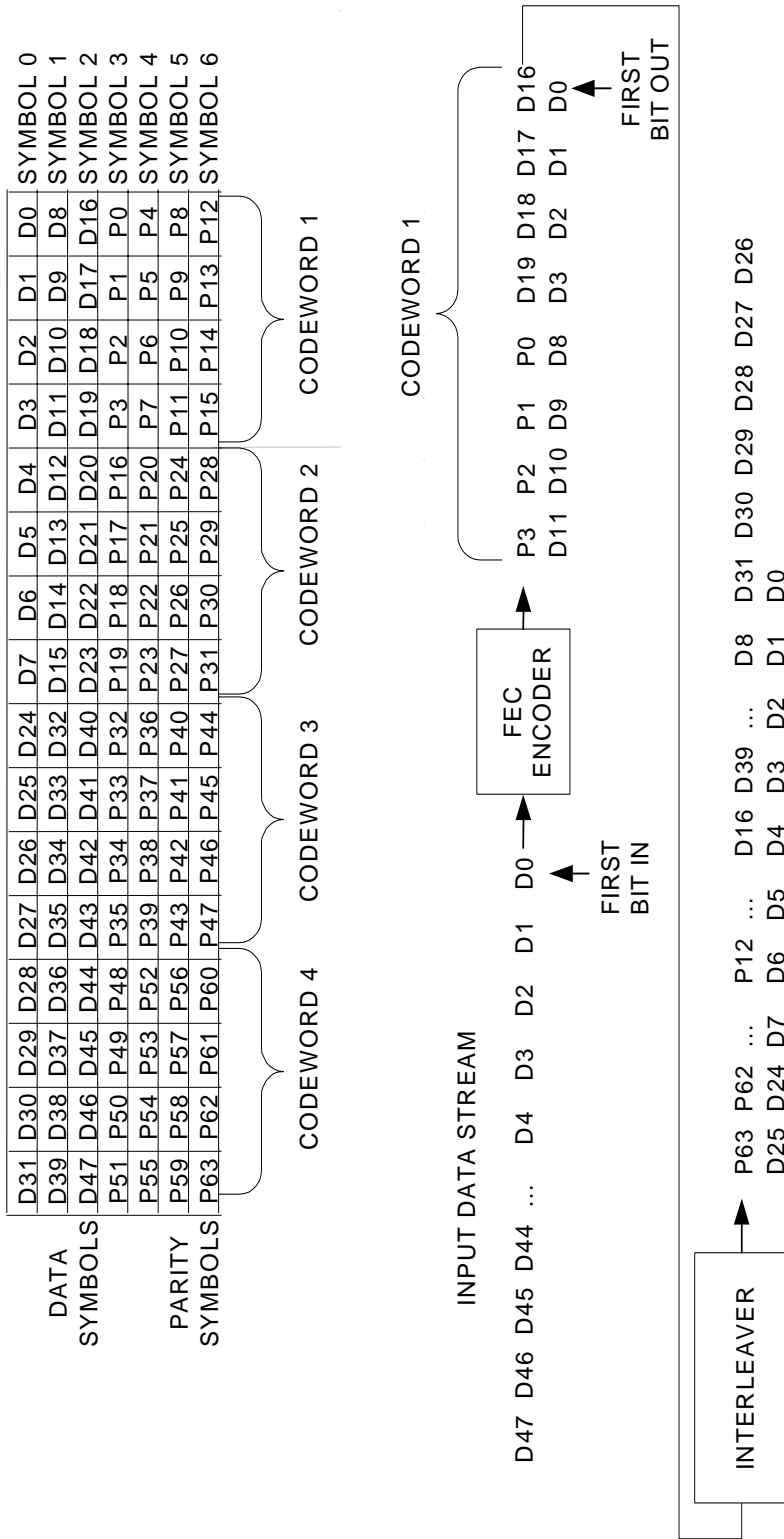 D31 D30 D29 D28 D27 D26 D25 D24 D7 D6 D5 D4 D3 D2 D1 D0 SYMBOL 0
DATA D39 D38 D37 D36 D35 D34 D33 D32 D15 D14 D13 D12 D11 D10 D9 D8 SYMBOL 1
SYMBOLS D47 D46 D45 D44 D43 D42 D41 D40 D23 D22 D21 D20 D19 D18 D17 D16 SYMBOL 2
P51 P50 P49 P48 P35 P34 P33 P32 P19 P18 P17 P16 P3 P2 P1 P0 SYMBOL 3
PARITY P55 P54 P53 P52 P39 P38 P37 P36 P23 P22 P21 P20 P7 P6 P5 P4 SYMBOL 4
P59 P58 P57 P56 P43 P42 P41 P40 P27 P26 P25 P24 P11 P10 P9 P8 SYMBOL 5
SYMBOLS P63 P62 P61 P60 P47 P46 P45 P44 P31 P30 P29 P28 P15 P14 P13 P12 SYMBOL 6
CODEWORD 4 CODEWORD 3 CODEWORD 2 CODEWORD 1
CODEWORD 1
INPUT DATA STREAM
D47 D46 D45 D44 ... D4 D3 D2 D1 D0
FIRST
BIT IN
FEC
ENCODER
P3 P2 P1 P0 D19 D18 D17 D16
D11 D10 D9 D8 D3 D2 D1 D0
FIRST
BIT OUT
INTERLEAVER
P63 P62 ... P12 ... D16 D39 ... D8 D31 D30 D29 D28 D27 D26
D25 D24 D7 D6 D5 D4 D3 D2 D1 D0